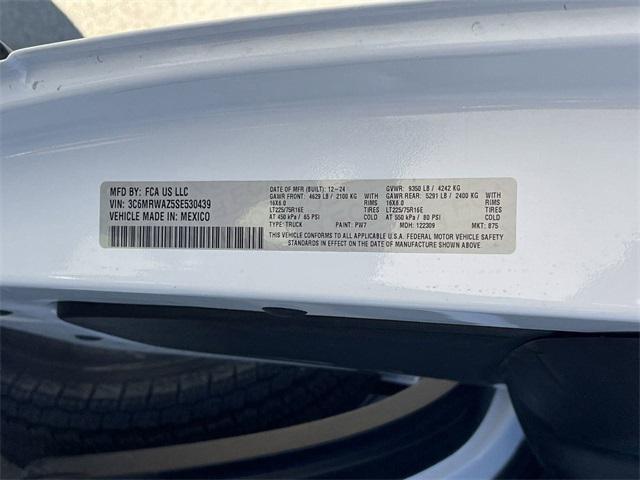 MFD BY: FCA US LLC
VIN: 3C6MRWAZ5SE530439
VEHICLE MADE IN: MEXICO
DATE OF MFR (BUILT): 12-24 GVWR: 9350 LB / 4242 KG
GAWR FRONT: 4629 LB / 2100 KG GAWR REAR: 5291 LB / 2400 KG
16X6.0 RIMS 16X6.0 RIMS
LT225/75R16E TIRES LT225/75R16E TIRES
AT 450 kPa / 65 PSI COLD AT 550 kPa / 80 PSI COLD
TYPE: TRUCK PAINT: PW7 MDH: 122309 MKT: 875
THIS VEHICLE CONFORMS TO ALL APPLICABLE U.S.A. FEDERAL MOTOR VEHICLE SAFETY
STANDARDS IN EFFECT ON THE DATE OF MANUFACTURE SHOWN ABOVE